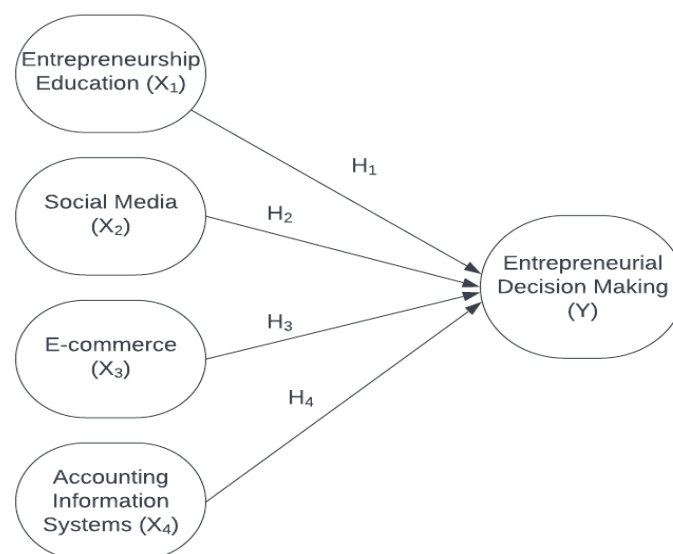 Entrepreneurship
Education (X₁)
H₁
Social Media
(X₂)
H₂
Entrepreneurial
Decision Making
(Y)
E-commerce
(X₃)
H₃
H₄
Accounting
Information
Systems (X₄)